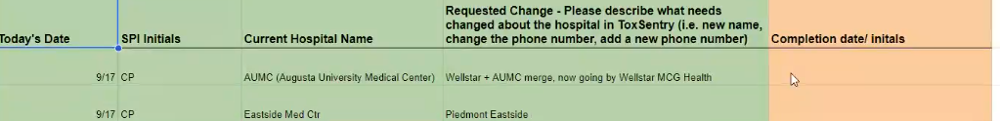 Today's Date SPI Initials Current Hospital Name Requested Change - Please describe what needs
changed about the hospital in ToxSentry (i.e. new name,
change the phone number, add a new phone number) Completion date/ initals
9/17 CP AUMC (Augusta University Medical Center) Wellstar + AUMC merge, now going by Wellstar MCG Health
9/17 CP Eastside Med Ctr Piedmont Eastside